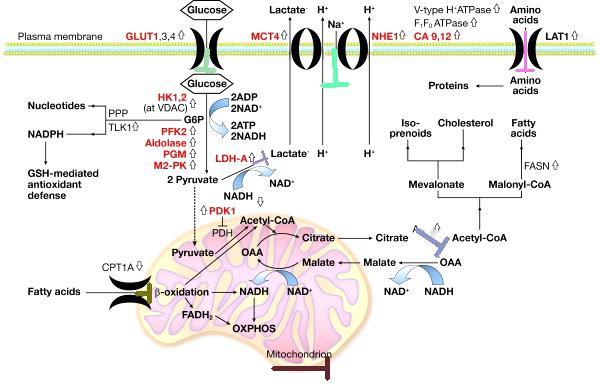 Glucose
Lactate-
H+
H+
V-type H+ATPase
F1F0 ATPase
Amino
acids
Plasma membrane
GLUT1,3,4
MCT4
Na+
NHE1
CA 9,12
LAT1
Glucose
Amino
acids
Proteins
HK1,2
(at VDAC)
2ADP
2NAD+
Nucleotides
PPP
G6P
TLK1
2ATP
2NADH
NADPH
PFK2
Aldolase
PGM
M2-PK
LDH-A
Lactate-
H+
H+
Iso-
prenoids
Cholesterol
Fatty
acids
GSH-mediated
antioxidant
defense
2 Pyruvate
NAD+
NADH
FASN
Mevalonate
Malonyl-CoA
PDK1
PDH
Acetyl-CoA
Citrate
Citrate
Acetyl-CoA
Pyruvate
OAA
Malate
Malate
OAA
CPT1A
Fatty acids
β-oxidation
NADH
NAD+
NAD+
NADH
FADH2
OXPHOS
Mitochondrion